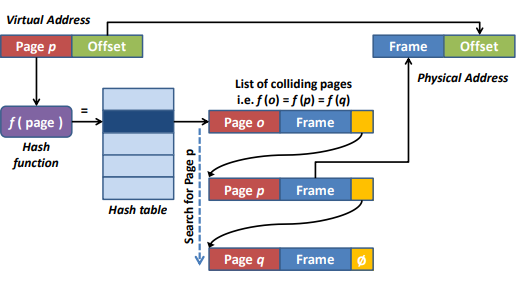 Virtual Address
Page p
Offset
Frame
Offset
Physical Address
List of colliding pages
i.e. f (o) = f (p) = f (q)
f ( page )
=
Hash
function
Hash table
Search for Page p
Page o
Frame
Page p
Frame
Page q
Frame
ø